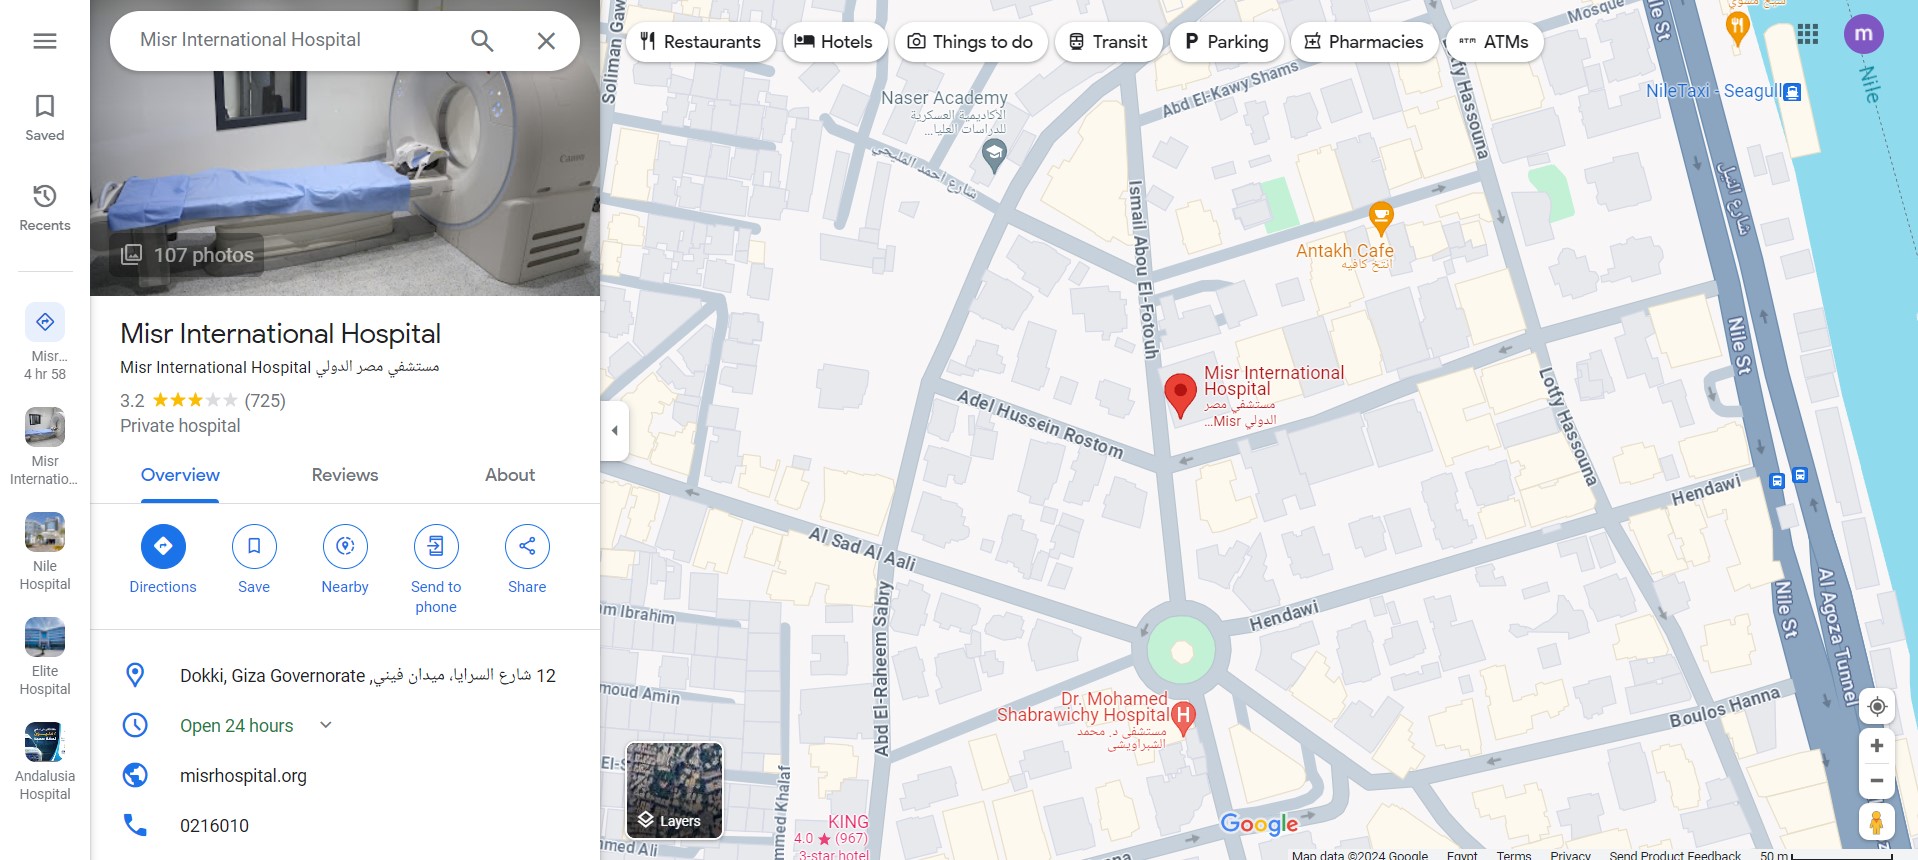 Misr International Hospital
Saved
Recents
Misr...
4 hr 58
Misr
Internatio...
Nile
Hospital
Elite
Hospital
Andalusia
Hospital
Canon
107 photos
Misr International Hospital
Misr International Hospital مستشفي مصر الدولي
3.2 (725)
Private hospital
Overview
Reviews
About
Directions
Save
Nearby
Send to
phone
Share
12 شارع السرايا، ميدان فيني, Dokki, Giza Governorate
Open 24 hours
misrhospital.org
0216010
Restaurants
Hotels
Things to do
Transit
Parking
Pharmacies
ATMs
m
Soliman Gaw
Mosque
Nile St
Nile
NileTaxi - Seagull
Abd El-Kawy Shams
Lotfy Hassouna
Naser Academy
الأكاديمية العسكرية
للدراسات العليا...
شارع احمد المليحي
Ismail Abou El-Fotouh
شارع النيل
Antakh Cafe
انتخ كافيه
Nile St
Misr International
Hospital
مستشفي مصر
الدولي Misr...
Adel Hussein Rostom
Lotfy Hassouna
Hendawi
Al Sad Al Aali
Abd El-Raheem Sabry
Hendawi
Nile St
Al Agoza Tunnel
im Ibrahim
moud Amin
Dr. Mohamed
Shabrawichy Hospital
مستشفى د. محمد
الشبراويشى
Boulos Hanna
El-S
Layers
mmed Khalaf
KING
4.0 ★ (967)
3-star hotel
hmed Ali
Google
Map data ©2024 Google
Egypt
Terms
Privacy
Send Product Feedback
50 m